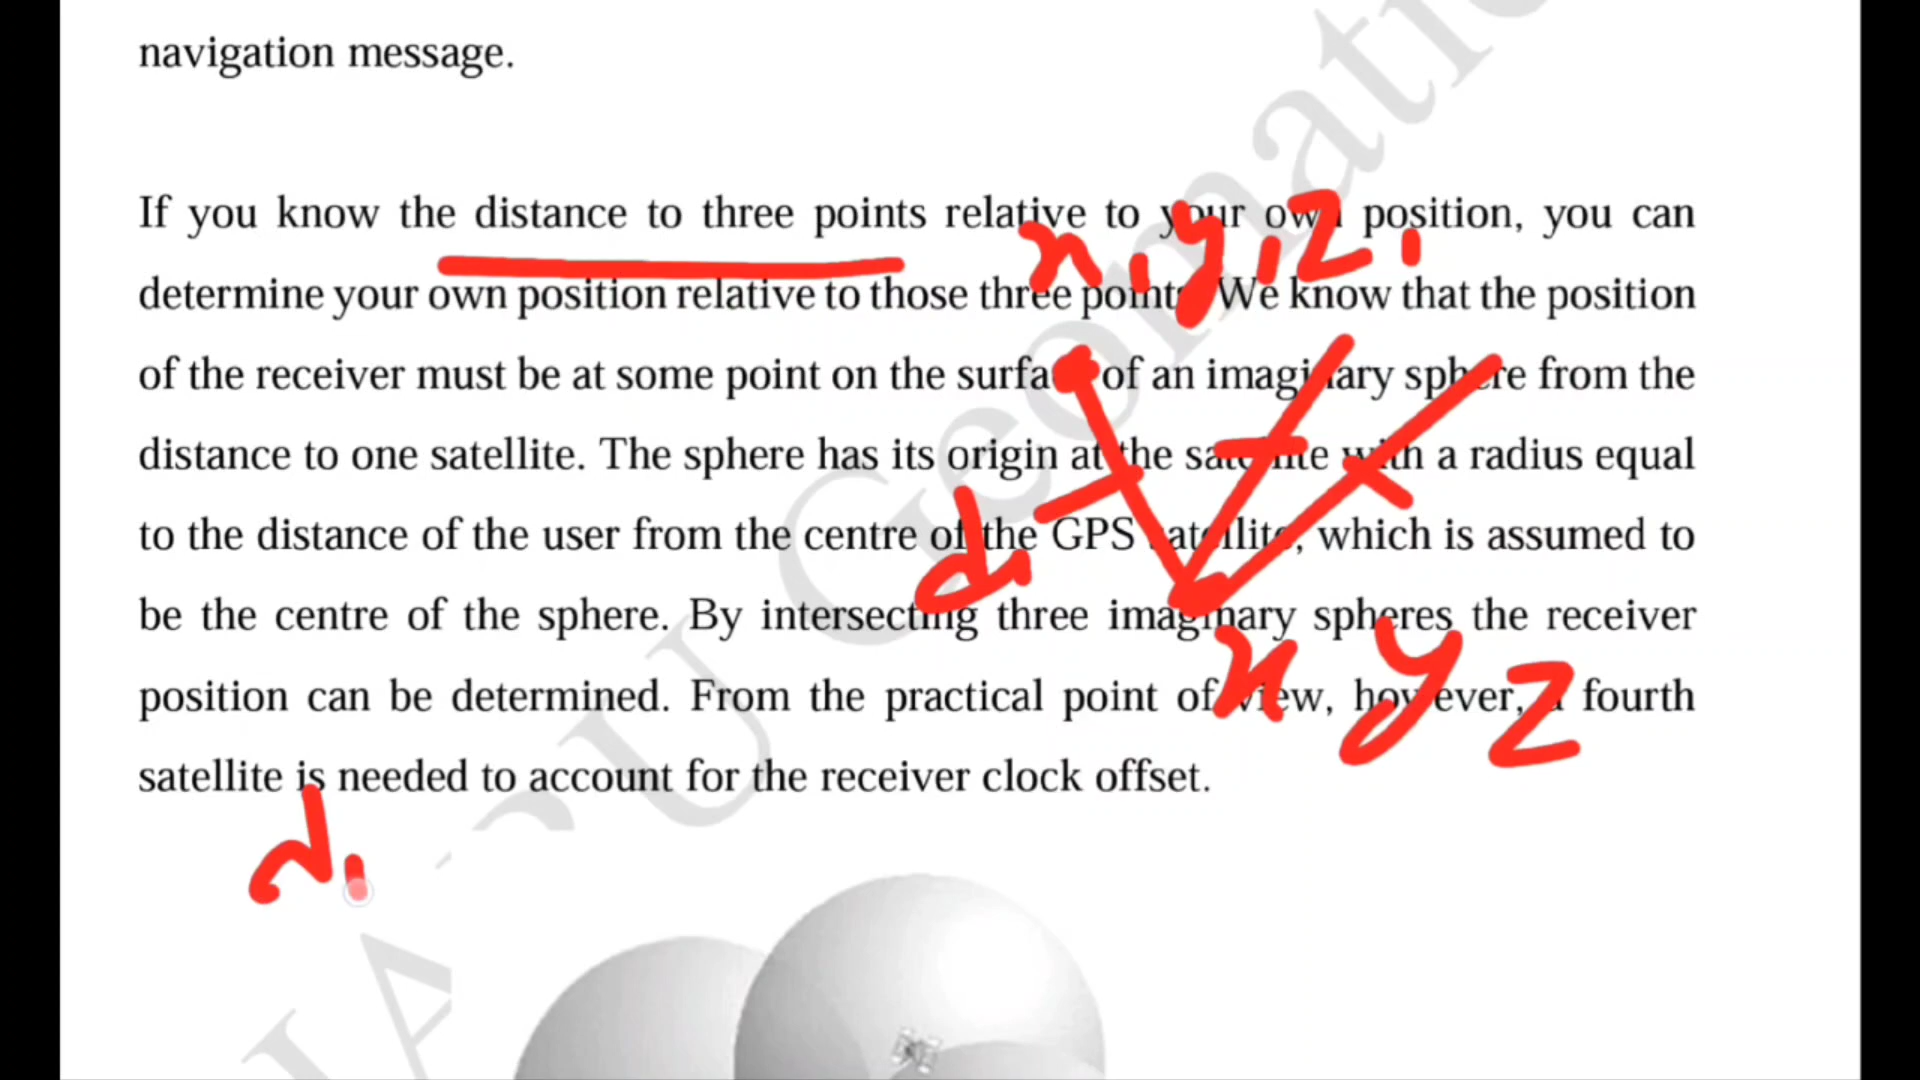 navigation message.
If you know the distance to three points relative to your own position, you can
determine your own position relative to those three points. We know that the position
of the receiver must be at some point on the surface of an imaginary sphere from the
distance to one satellite. The sphere has its origin at the satellite with a radius equal
to the distance of the user from the centre of the GPS satellite, which is assumed to
be the centre of the sphere. By intersecting three imaginary spheres the receiver
position can be determined. From the practical point of view, however, a fourth
satellite is needed to account for the receiver clock offset.
x₁ y₁ z₁
d₁
x y z
d₁